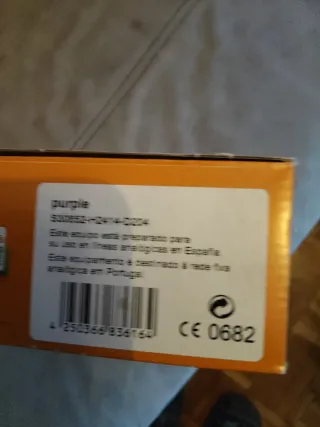 purple
S30852-H2414-D204
Este equipo está preparado para
su uso en líneas analógicas en España
Este equipamento é destinado à rede fixa
analógica em Portugal.
4 250366 836164
CE 0682